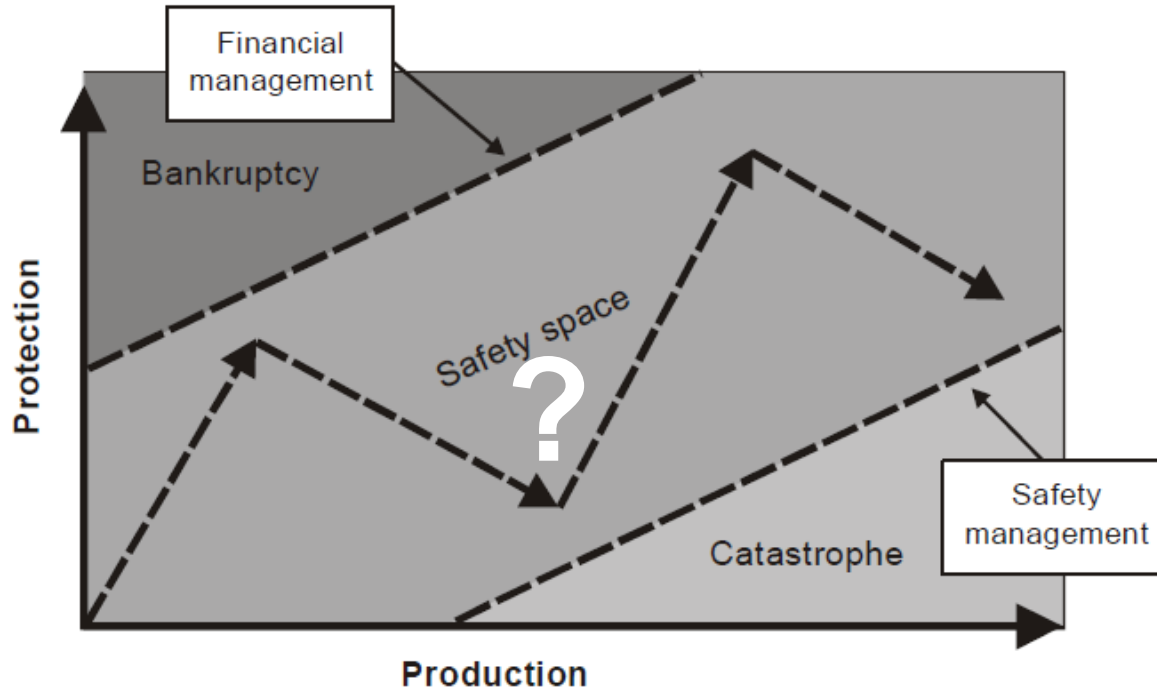 Financial
management
Bankruptcy
Protection
Safety space
?
Safety
management
Catastrophe
Production